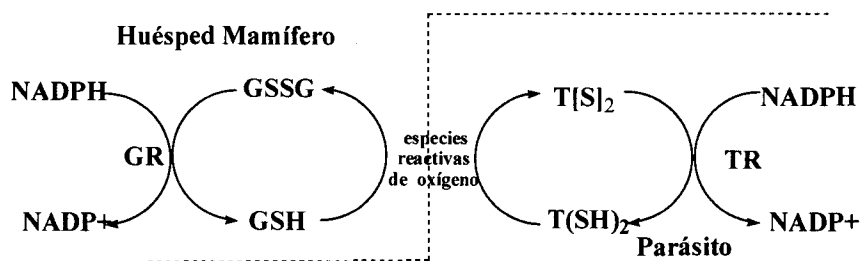 Huésped Mamífero
NADPH
GSSG
GR
NADP+
GSH
especies
reactivas
de oxígeno
T[S]2
NADPH
TR
T(SH)2
NADP+
Parásito